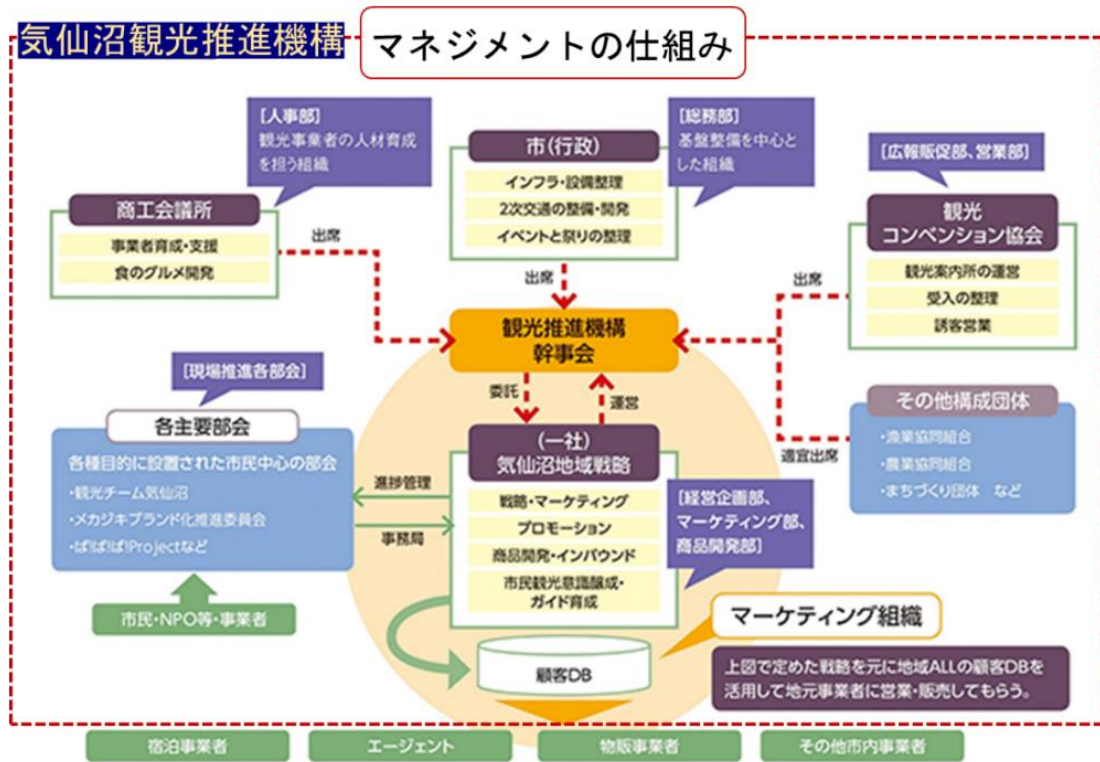 気仙沼観光推進機構
マネジメントの仕組み
[人事部]
観光事業者の人材育成
を担う組織
[総務部]
基盤整備を中心と
した組織
[広報販促部、営業部]
市(行政)
インフラ・設備整理
2次交通の整備・開発
イベントと祭りの整理
商工会議所
事業者育成・支援
食のグルメ開発
観光
コンベンション協会
観光案内所の運営
受入の整理
誘客営業
出席
出席
出席
観光推進機構
幹事会
[現場推進各部会]
委託
運営
各主要部会
各種目的に設置された市民中心の部会
・観光チーム気仙沼
・メカジキブランド化推進委員会
・ば!ば!ば!Projectなど
進捗管理
事務局
(一社)
気仙沼地域戦略
戦略・マーケティング
プロモーション
商品開発・インバウンド
市民観光意識醸成・
ガイド育成
その他構成団体
・漁業協同組合
・農業協同組合
・まちづくり団体 など
適宜出席
[経営企画部、
マーケティング部、
商品開発部]
市民・NPO等・事業者
マーケティング組織
顧客DB
上図で定めた戦略を元に地域ALLの顧客DBを
活用して地元事業者に営業・販売してもらう。
宿泊事業者
エージェント
物販事業者
その他市内事業者